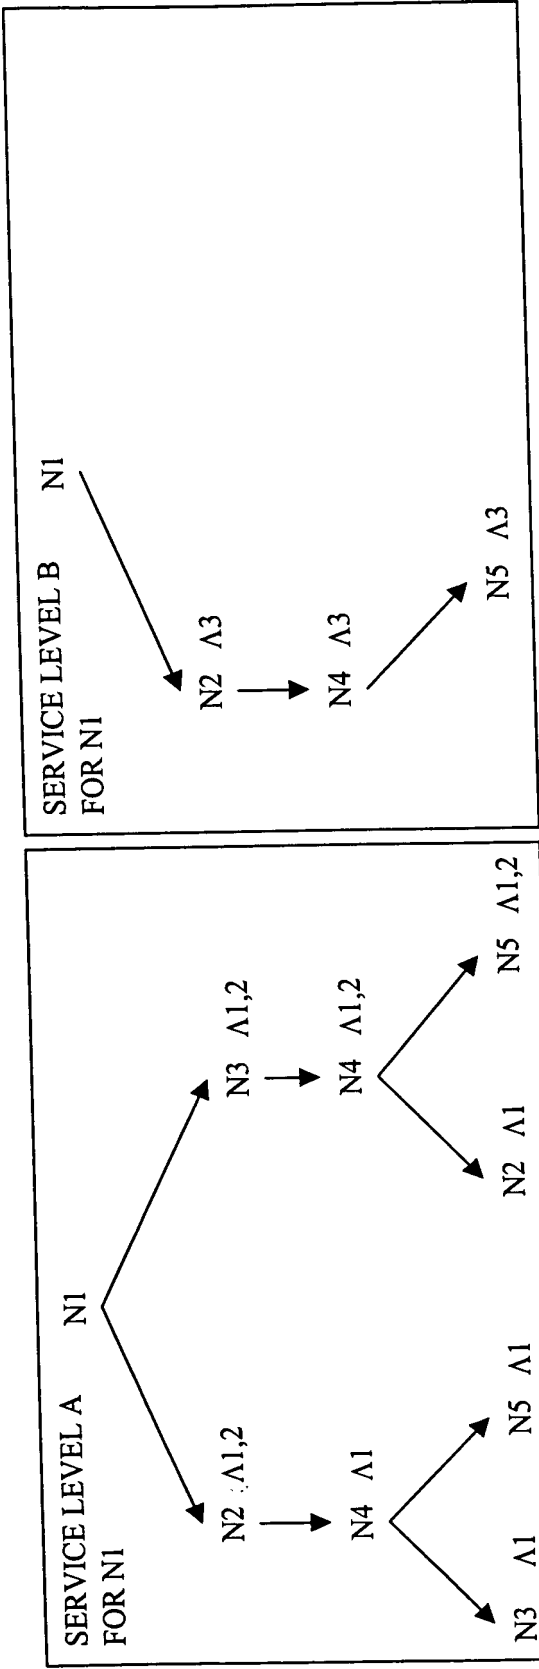 SERVICE LEVEL A
FOR N1
N1
N2 Λ1,2
N3 Λ1,2
N4 Λ1
N4 Λ1,2
N3 Λ1
N5 Λ1
N2 Λ1
N5 Λ1,2
SERVICE LEVEL B
FOR N1
N1
N2 Λ3
N4 Λ3
N5 Λ3